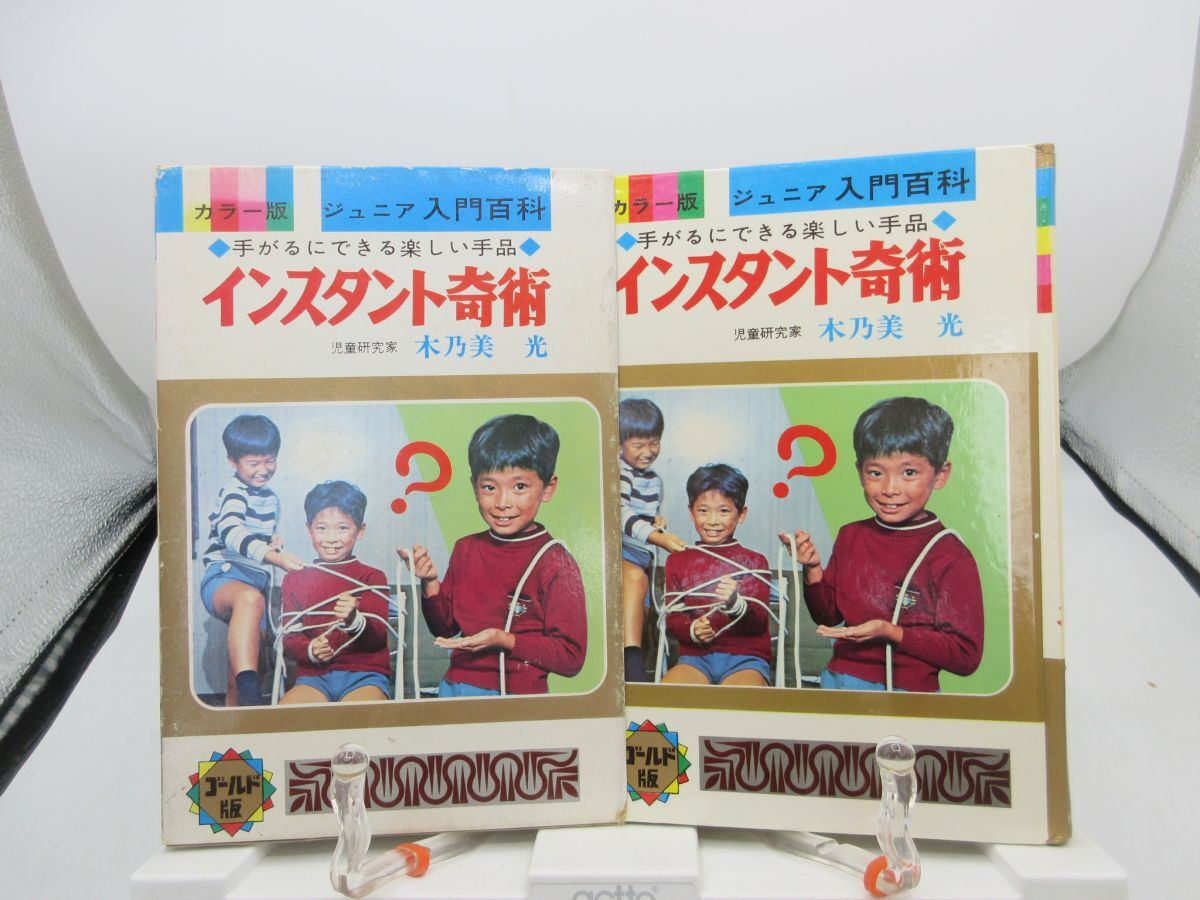 カラー版
ジュニア 入門百科
◆手がるにできる楽しい手品◆
インスタント奇術
児童研究家 木乃美 光
?
ゴールド
版
カラー版
ジュニア 入門百科
◆手がるにできる楽しい手品◆
インスタント奇術
児童研究家 木乃美 光
?
ゴールド
版
actto®